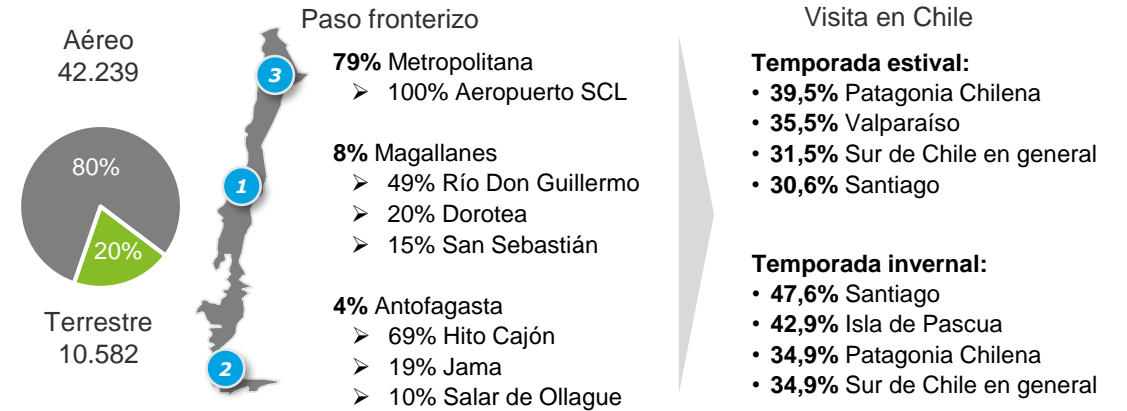 Aéreo
42.239
80%
20%
Terrestre
10.582
3
1
2
Paso fronterizo
79% Metropolitana
➢ 100% Aeropuerto SCL
8% Magallanes
➢ 49% Río Don Guillermo
➢ 20% Dorotea
➢ 15% San Sebastián
4% Antofagasta
➢ 69% Hito Cajón
➢ 19% Jama
➢ 10% Salar de Ollague
Visita en Chile
Temporada estival:
• 39,5% Patagonia Chilena
• 35,5% Valparaíso
• 31,5% Sur de Chile en general
• 30,6% Santiago
Temporada invernal:
• 47,6% Santiago
• 42,9% Isla de Pascua
• 34,9% Patagonia Chilena
• 34,9% Sur de Chile en general